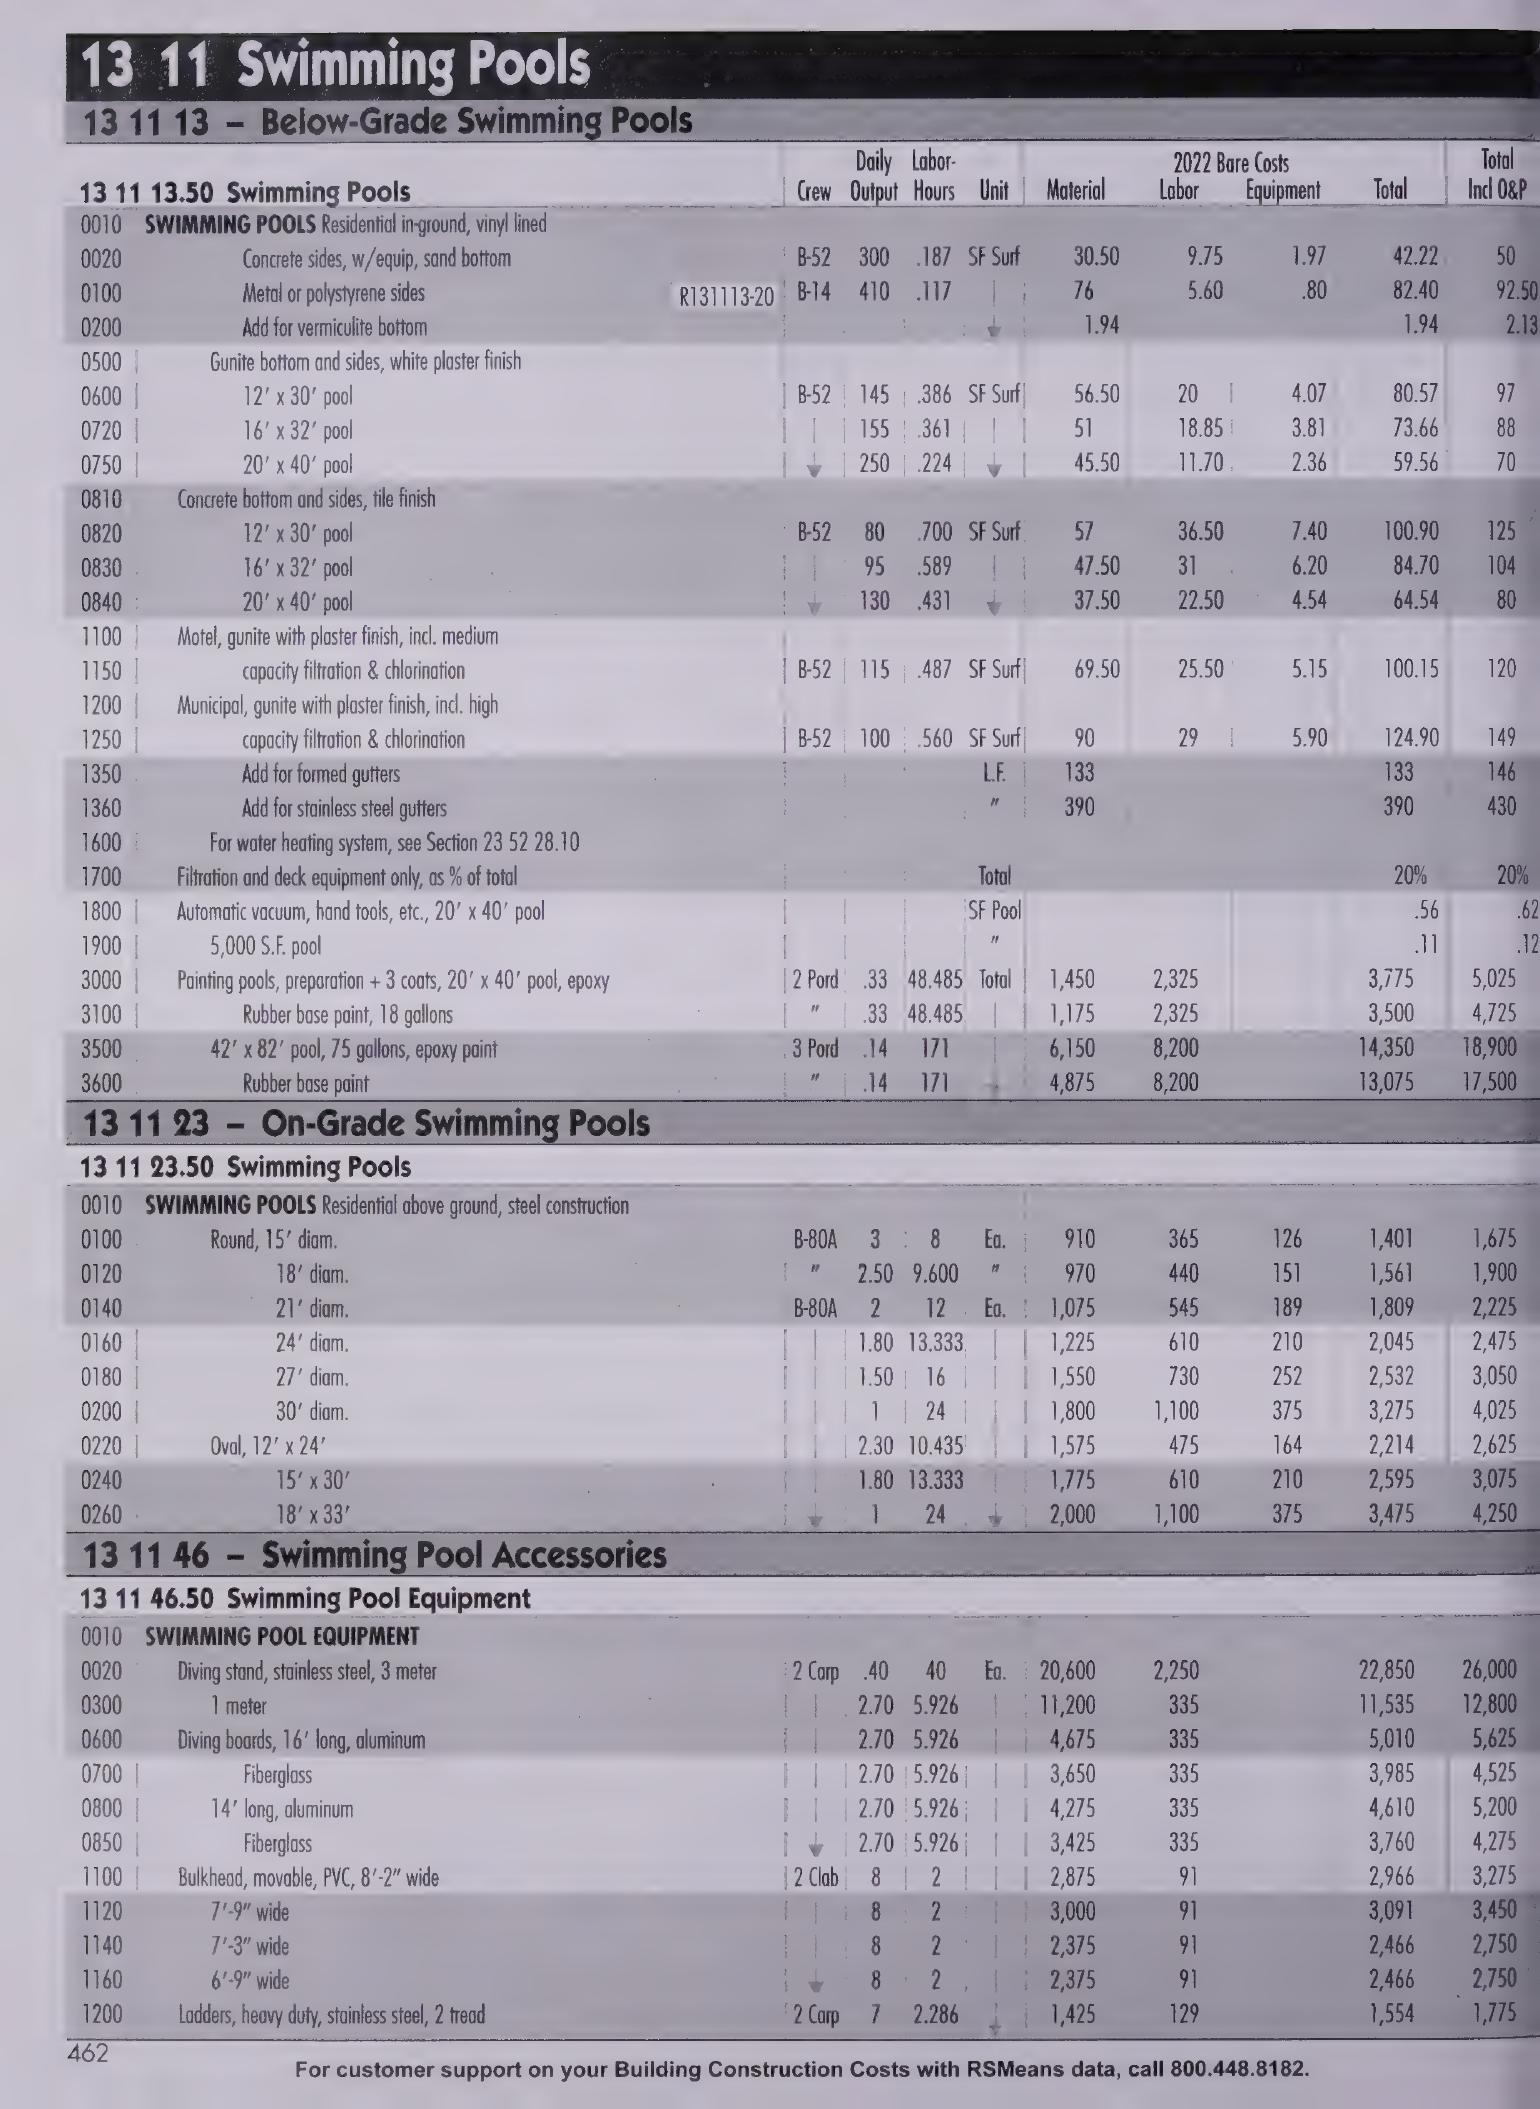 13 11 Swimming Pools
13 11 13 – Below-Grade Swimming Pools
Daily Labor- 2022 Bare Costs Total
13 11 13.50 Swimming Pools Crew Output Hours Unit Material Labor Equipment Total Incl O&P
0010 SWIMMING POOLS Residential in-ground, vinyl lined
0020 Concrete sides, w/equip, sand bottom B-52 300 .187 SF Surf 30.50 9.75 1.97 42.22 50
0100 Metal or polystyrene sides R131113-20 B-14 410 .117 76 5.60 .80 82.40 92.50
0200 Add for vermiculite bottom 1.94 1.94 2.13
0500 Gunite bottom and sides, white plaster finish
0600 12' x 30' pool B-52 145 .386 SF Surf 56.50 20 4.07 80.57 97
0720 16' x 32' pool 155 .361 51 18.85 3.81 73.66 88
0750 20' x 40' pool 250 .224 45.50 11.70 2.36 59.56 70
0810 Concrete bottom and sides, tile finish
0820 12' x 30' pool B-52 80 .700 SF Surf 57 36.50 7.40 100.90 125
0830 16' x 32' pool 95 .589 47.50 31 6.20 84.70 104
0840 20' x 40' pool 130 .431 37.50 22.50 4.54 64.54 80
1100 Motel, gunite with plaster finish, incl. medium
1150 capacity filtration & chlorination B-52 115 .487 SF Surf 69.50 25.50 5.15 100.15 120
1200 Municipal, gunite with plaster finish, incl. high
1250 capacity filtration & chlorination B-52 100 .560 SF Surf 90 29 5.90 124.90 149
1350 Add for formed gutters L.F. 133 133 146
1360 Add for stainless steel gutters " 390 390 430
1600 For water heating system, see Section 23 52 28.10
1700 Filtration and deck equipment only, as % of total Total 20% 20%
1800 Automatic vacuum, hand tools, etc., 20' x 40' pool SF Pool .56 .62
1900 5,000 S.F. pool " .11 .12
3000 Painting pools, preparation + 3 coats, 20' x 40' pool, epoxy 2 Pord .33 48.485 Total 1,450 2,325 3,775 5,025
3100 Rubber base paint, 18 gallons " .33 48.485 1,175 2,325 3,500 4,725
3500 42' x 82' pool, 75 gallons, epoxy paint 3 Pord .14 171 6,150 8,200 14,350 18,900
3600 Rubber base paint " .14 171 4,875 8,200 13,075 17,500
13 11 23 – On-Grade Swimming Pools
13 11 23.50 Swimming Pools
0010 SWIMMING POOLS Residential above ground, steel construction
0100 Round, 15' diam. B-80A 3 8 Ea. 910 365 126 1,401 1,675
0120 18' diam. " 2.50 9.600 " 970 440 151 1,561 1,900
0140 21' diam. B-80A 2 12 Ea. 1,075 545 189 1,809 2,225
0160 24' diam. 1.80 13.333 1,225 610 210 2,045 2,475
0180 27' diam. 1.50 16 1,550 730 252 2,532 3,050
0200 30' diam. 1 24 1,800 1,100 375 3,275 4,025
0220 Oval, 12' x 24' 2.30 10.435 1,575 475 164 2,214 2,625
0240 15' x 30' 1.80 13.333 1,775 610 210 2,595 3,075
0260 18' x 33' 1 24 2,000 1,100 375 3,475 4,250
13 11 46 – Swimming Pool Accessories
13 11 46.50 Swimming Pool Equipment
0010 SWIMMING POOL EQUIPMENT
0020 Diving stand, stainless steel, 3 meter 2 Carp .40 40 Ea. 20,600 2,250 22,850 26,000
0300 1 meter 2.70 5.926 11,200 335 11,535 12,800
0600 Diving boards, 16' long, aluminum 2.70 5.926 4,675 335 5,010 5,625
0700 Fiberglass 2.70 5.926 3,650 335 3,985 4,525
0800 14' long, aluminum 2.70 5.926 4,275 335 4,610 5,200
0850 Fiberglass 2.70 5.926 3,425 335 3,760 4,275
1100 Bulkhead, movable, PVC, 8'-2" wide 2 Clab 8 2 2,875 91 2,966 3,275
1120 7'-9" wide 8 2 3,000 91 3,091 3,450
1140 7'-3" wide 8 2 2,375 91 2,466 2,750
1160 6'-9" wide 8 2 2,375 91 2,466 2,750
1200 Ladders, heavy duty, stainless steel, 2 tread 2 Carp 7 2.286 1,425 129 1,554 1,775
462
For customer support on your Building Construction Costs with RSMeans data, call 800.448.8182.